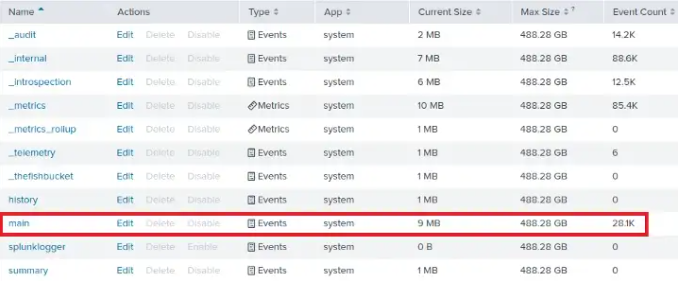 Name Actions Type App Current Size Max Size ? Event Count
_audit Edit Delete Disable Events system 2 MB 488.28 GB 14.2K
_internal Edit Delete Disable Events system 7 MB 488.28 GB 88.6K
_introspection Edit Delete Disable Events system 6 MB 488.28 GB 12.5K
_metrics Edit Delete Disable Metrics system 10 MB 488.28 GB 85.4K
_metrics_rollup Edit Delete Disable Metrics system 1 MB 488.28 GB 0
_telemetry Edit Delete Disable Events system 1 MB 488.28 GB 6
_thefishbucket Edit Delete Disable Events system 1 MB 488.28 GB 0
history Edit Delete Disable Events system 1 MB 488.28 GB 0
main Edit Delete Disable Events system 9 MB 488.28 GB 28.1K
splunklogger Edit Delete Enable Events system 0 B 488.28 GB 0
summary Edit Delete Disable Events system 1 MB 488.28 GB 0